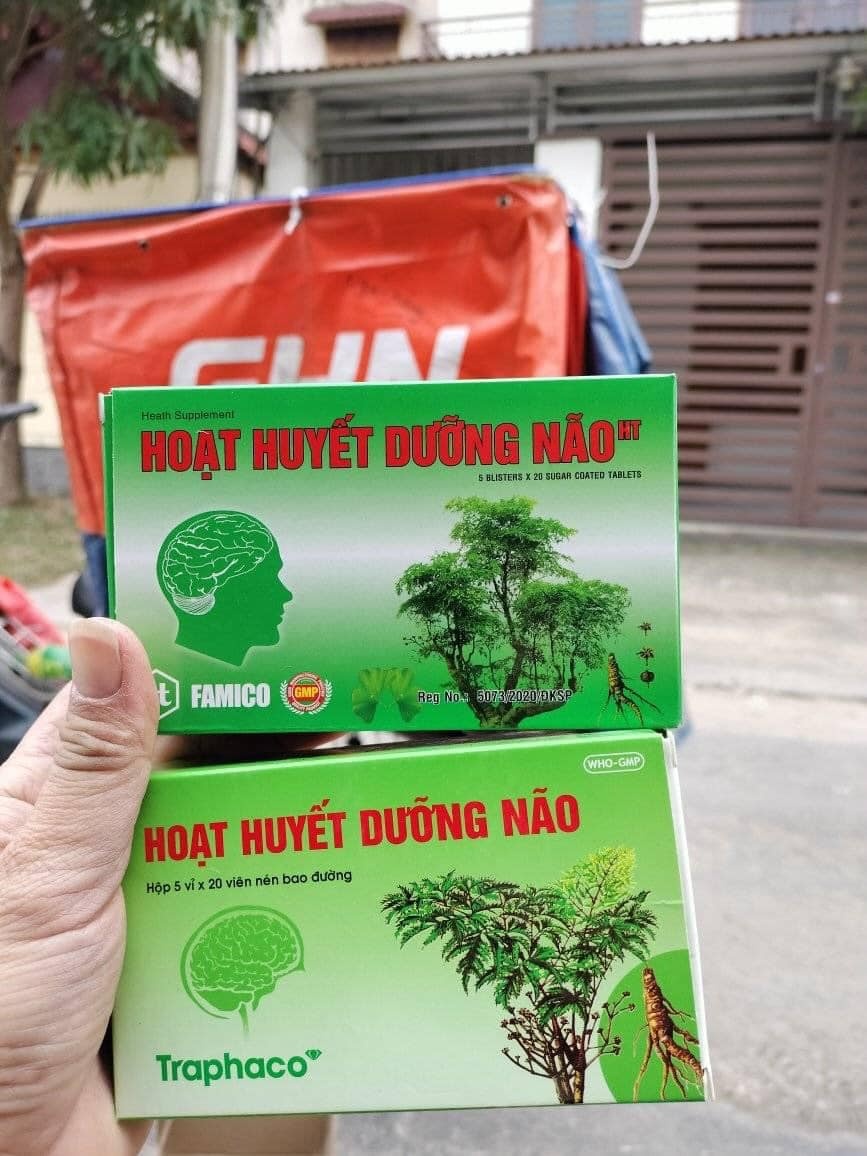 GHN
Heath Supplement
HOẠT HUYẾT DƯỠNG NÃO HT
5 BLISTERS X 20 SUGAR COATED TABLETS
t FAMICO GMP Reg No.: 5073/2020/ĐKSP
WHO-GMP
HOẠT HUYẾT DƯỠNG NÃO
Hộp 5 vỉ x 20 viên nén bao đường
Traphaco